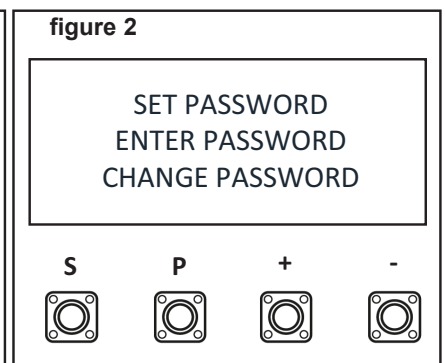 figure 2
SET PASSWORD
ENTER PASSWORD
CHANGE PASSWORD
S P + -